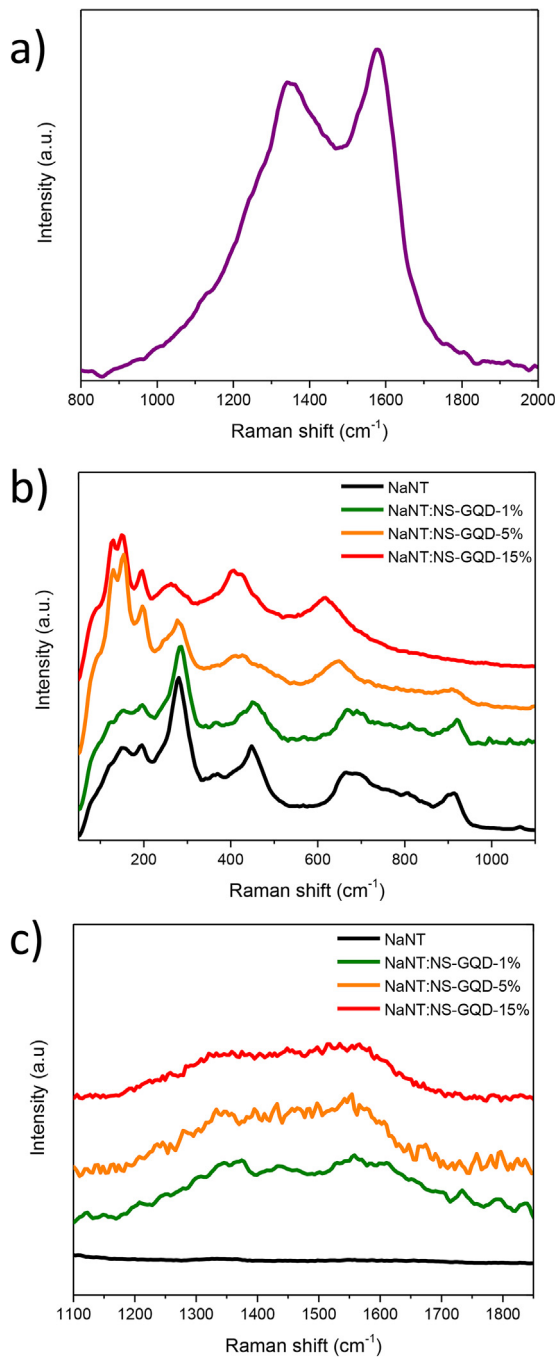 a)
Intensity (a.u.)
800 1000 1200 1400 1600 1800 2000
Raman shift (cm⁻¹)
b)
NaNT
NaNT:NS-GQD-1%
NaNT:NS-GQD-5%
NaNT:NS-GQD-15%
Intensity (a.u.)
200 400 600 800 1000
Raman shift (cm⁻¹)
c)
NaNT
NaNT:NS-GQD-1%
NaNT:NS-GQD-5%
NaNT:NS-GQD-15%
Intensity (a.u)
1100 1200 1300 1400 1500 1600 1700 1800
Raman shift (cm⁻¹)